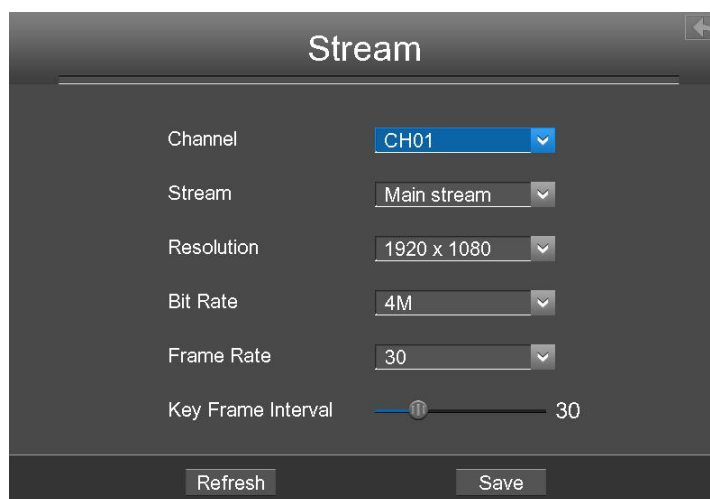 Stream
Channel CH01
Stream Main stream
Resolution 1920 x 1080
Bit Rate 4M
Frame Rate 30
Key Frame Interval 30
Refresh Save